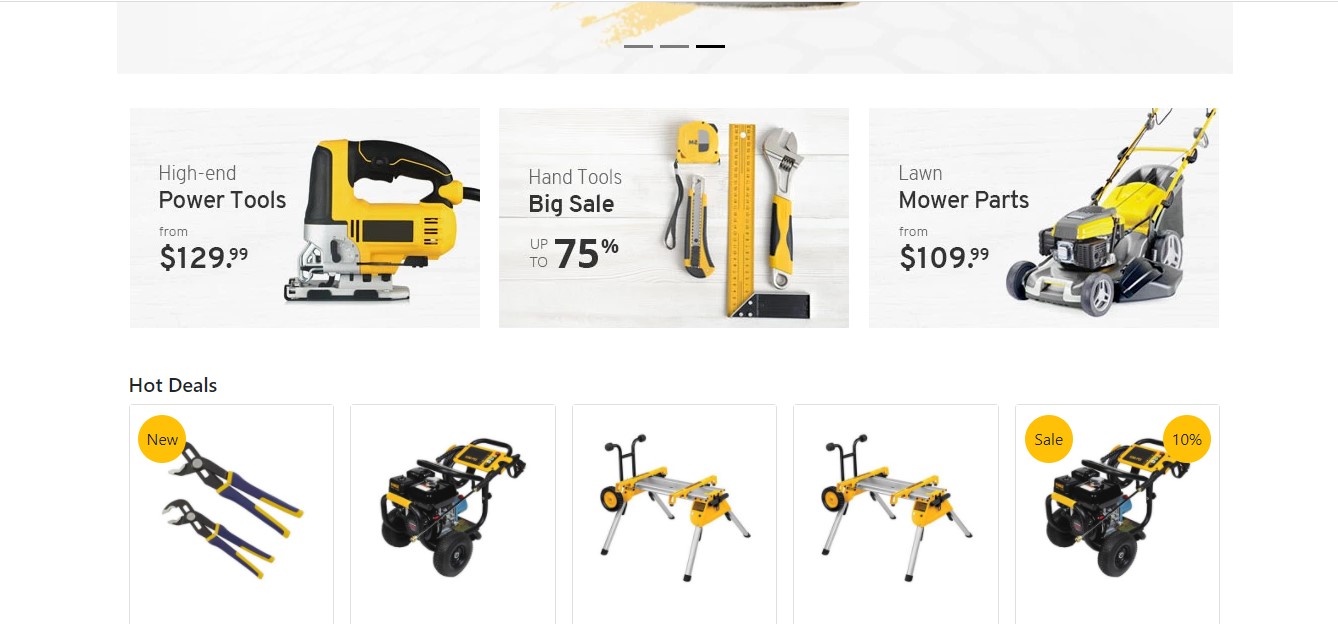 High-end
Power Tools
from
$129.99
Hand Tools
Big Sale
UP
TO
75%
Lawn
Mower Parts
from
$109.99
Hot Deals
New
Sale
10%